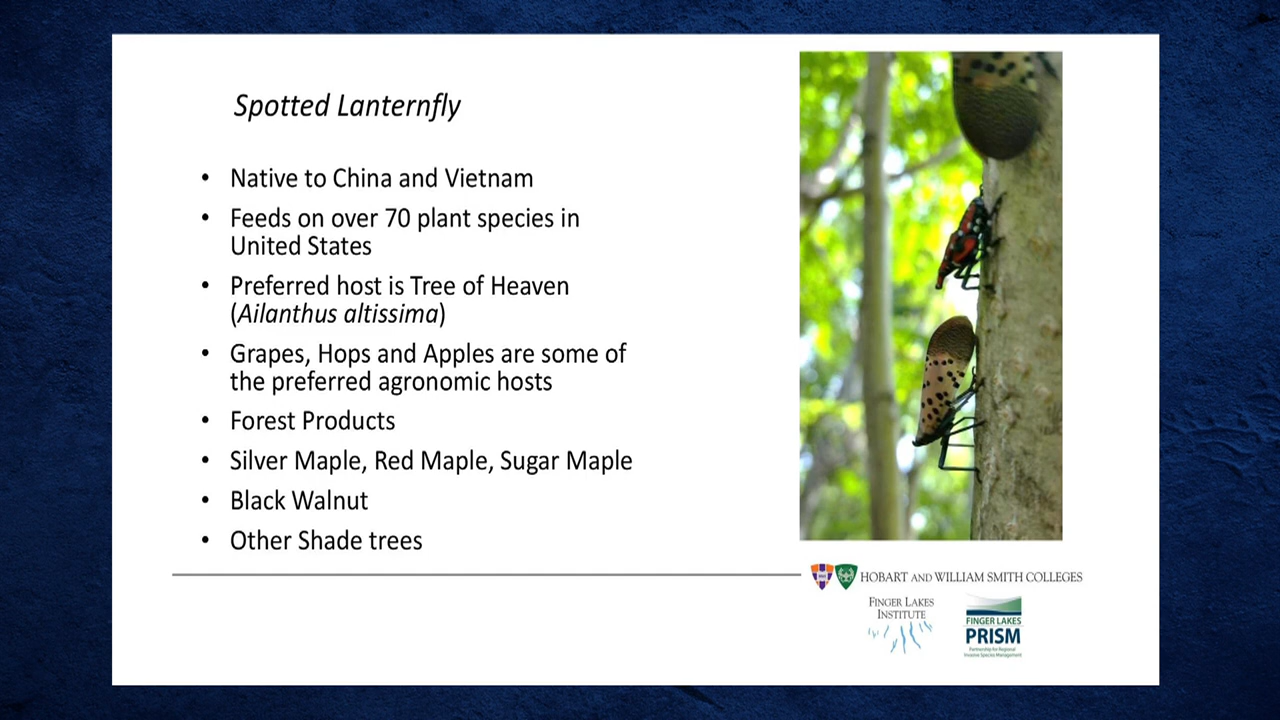 Spotted Lanternfly
• Native to China and Vietnam
• Feeds on over 70 plant species in
United States
• Preferred host is Tree of Heaven
(Ailanthus altissima)
• Grapes, Hops and Apples are some of
the preferred agronomic hosts
• Forest Products
• Silver Maple, Red Maple, Sugar Maple
• Black Walnut
• Other Shade trees
HOBART AND WILLIAM SMITH COLLEGES
FINGER LAKES
INSTITUTE
FINGER LAKES
PRISM
Partnership for Regional
Invasive Species Management